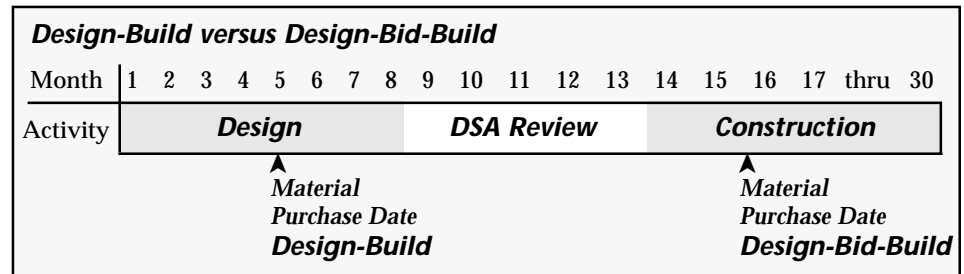 Design-Build versus Design-Bid-Build
Month 1 2 3 4 5 6 7 8 9 10 11 12 13 14 15 16 17 thru 30
Activity Design DSA Review Construction
Material Material
Purchase Date Purchase Date
Design-Build Design-Bid-Build